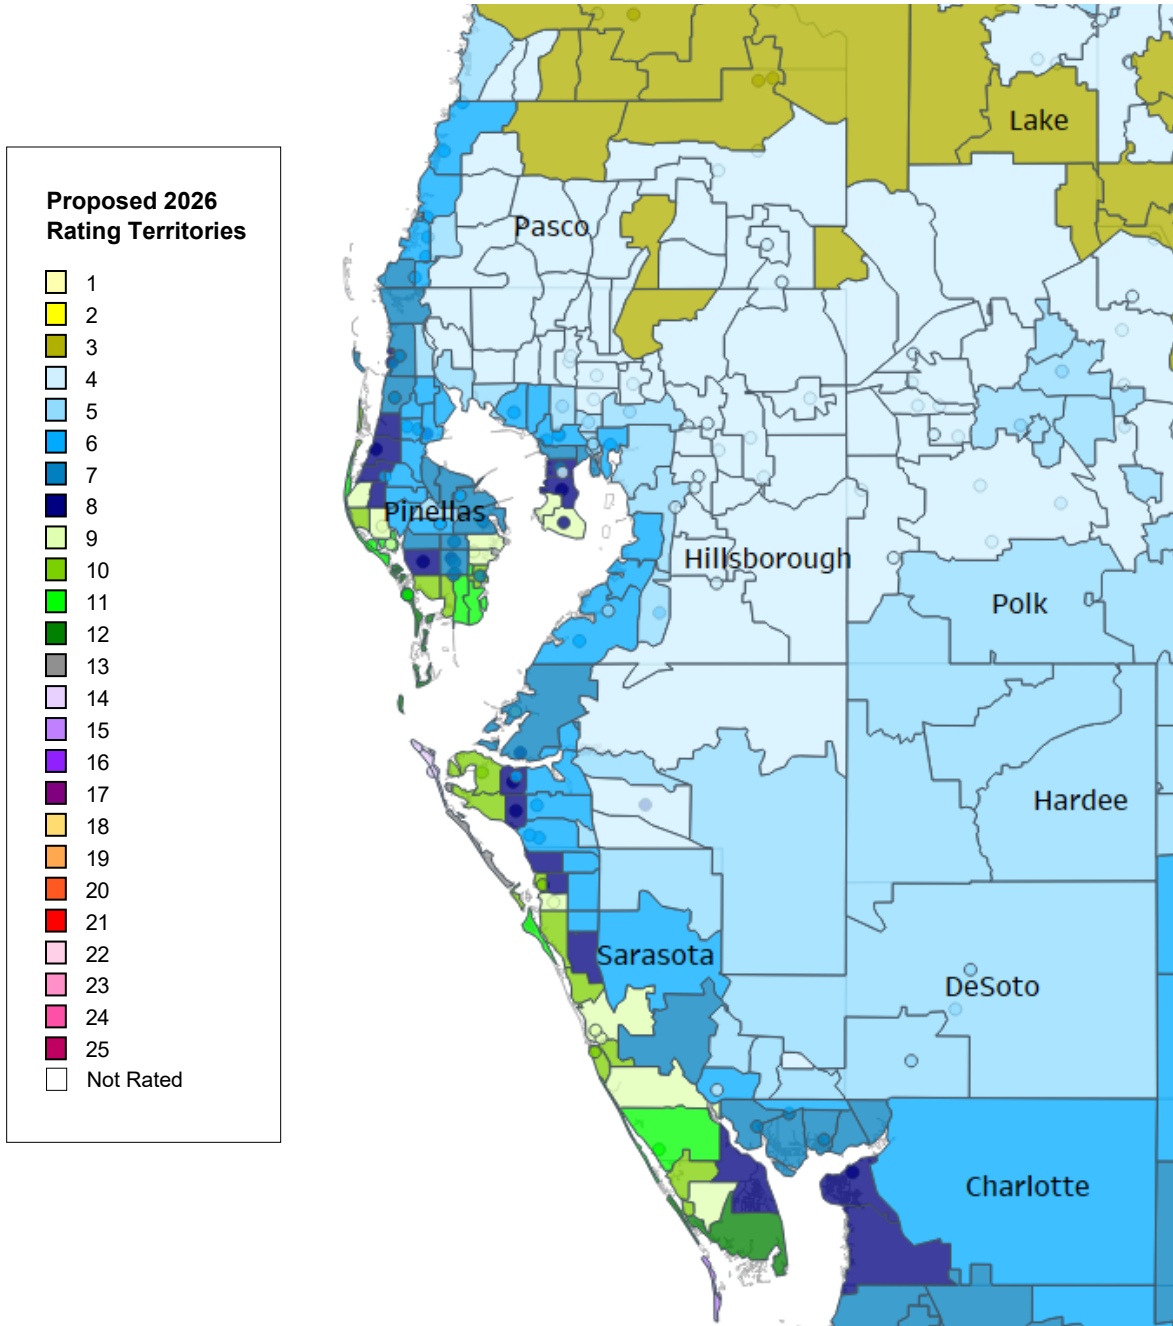 Proposed 2026
Rating Territories
1
2
3
4
5
6
7
8
9
10
11
12
13
14
15
16
17
18
19
20
21
22
23
24
25
Not Rated
Lake
Pasco
Pinellas
Hillsborough
Polk
Hardee
Sarasota
DeSoto
Charlotte